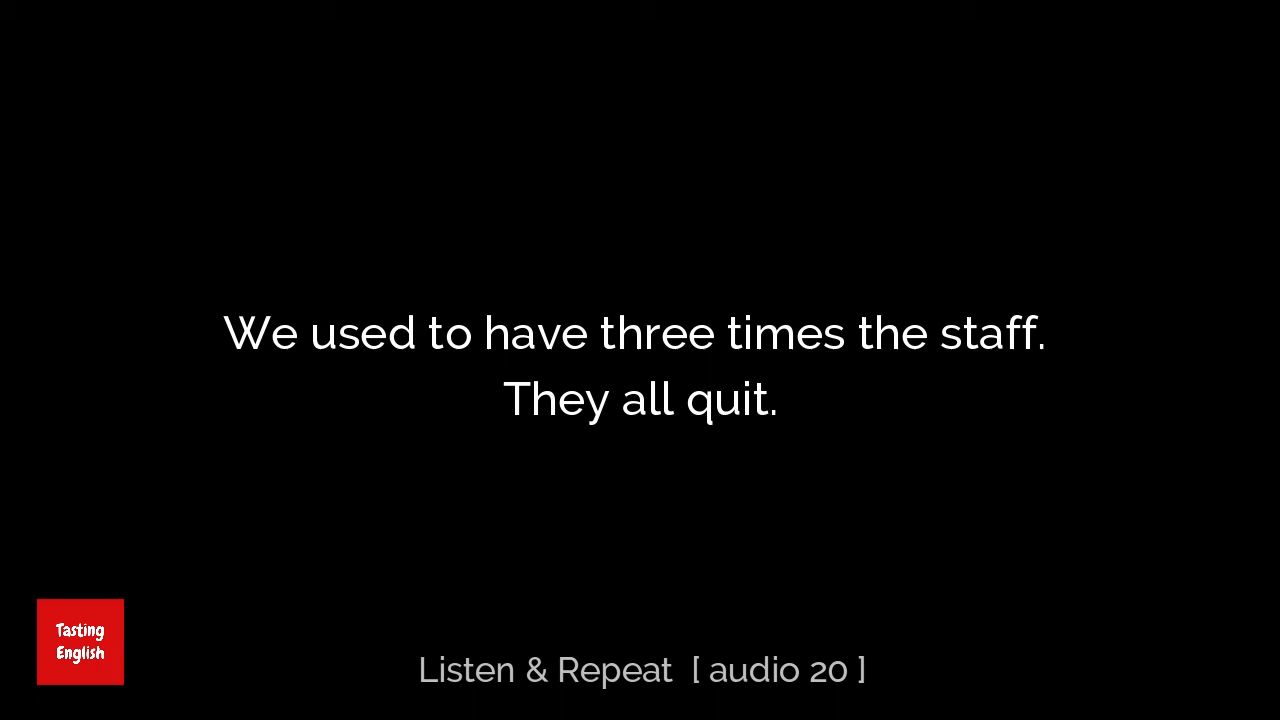 We used to have three times the staff.
They all quit.
Tasting
English
Listen & Repeat [ audio 20 ]